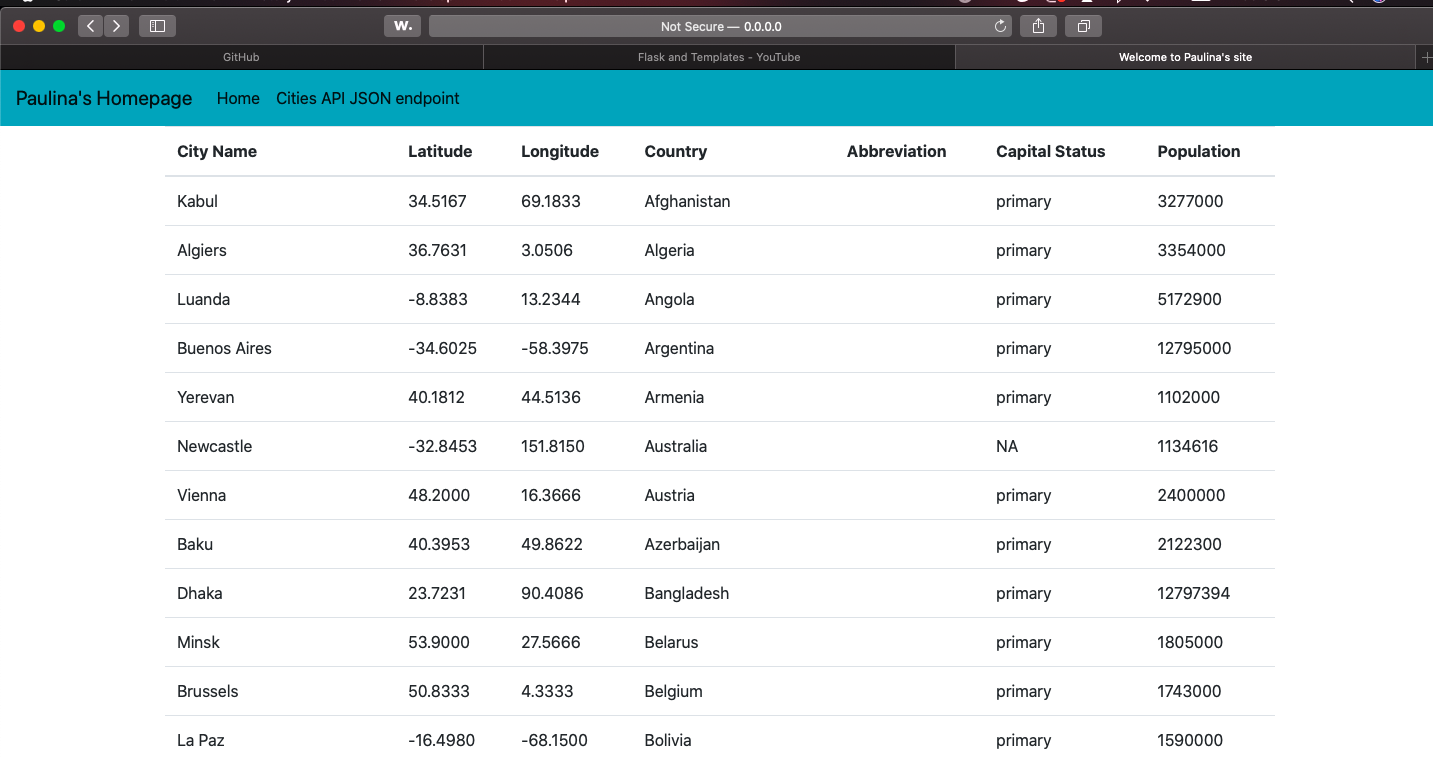 W. Not Secure — 0.0.0.0
GitHub Flask and Templates - YouTube Welcome to Paulina's site
Paulina's Homepage Home Cities API JSON endpoint
City Name Latitude Longitude Country Abbreviation Capital Status Population
Kabul 34.5167 69.1833 Afghanistan primary 3277000
Algiers 36.7631 3.0506 Algeria primary 3354000
Luanda -8.8383 13.2344 Angola primary 5172900
Buenos Aires -34.6025 -58.3975 Argentina primary 12795000
Yerevan 40.1812 44.5136 Armenia primary 1102000
Newcastle -32.8453 151.8150 Australia NA 1134616
Vienna 48.2000 16.3666 Austria primary 2400000
Baku 40.3953 49.8622 Azerbaijan primary 2122300
Dhaka 23.7231 90.4086 Bangladesh primary 12797394
Minsk 53.9000 27.5666 Belarus primary 1805000
Brussels 50.8333 4.3333 Belgium primary 1743000
La Paz -16.4980 -68.1500 Bolivia primary 1590000